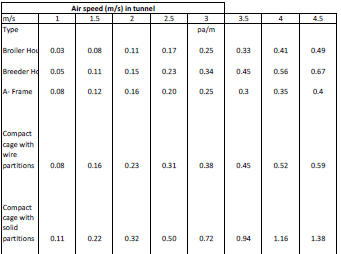 Air speed (m/s) in tunnel
m/s 1 1.5 2 2.5 3 3.5 4 4.5
Type pa/m
Broiler Hou 0.03 0.08 0.11 0.17 0.25 0.33 0.41 0.49
Breeder Ho 0.05 0.11 0.15 0.23 0.34 0.45 0.56 0.67
A- Frame 0.08 0.12 0.16 0.20 0.25 0.3 0.35 0.4
Compact
cage with
wire
partitions 0.08 0.16 0.23 0.31 0.38 0.45 0.52 0.59
Compact
cage with
solid
partitions 0.11 0.22 0.32 0.50 0.72 0.94 1.16 1.38